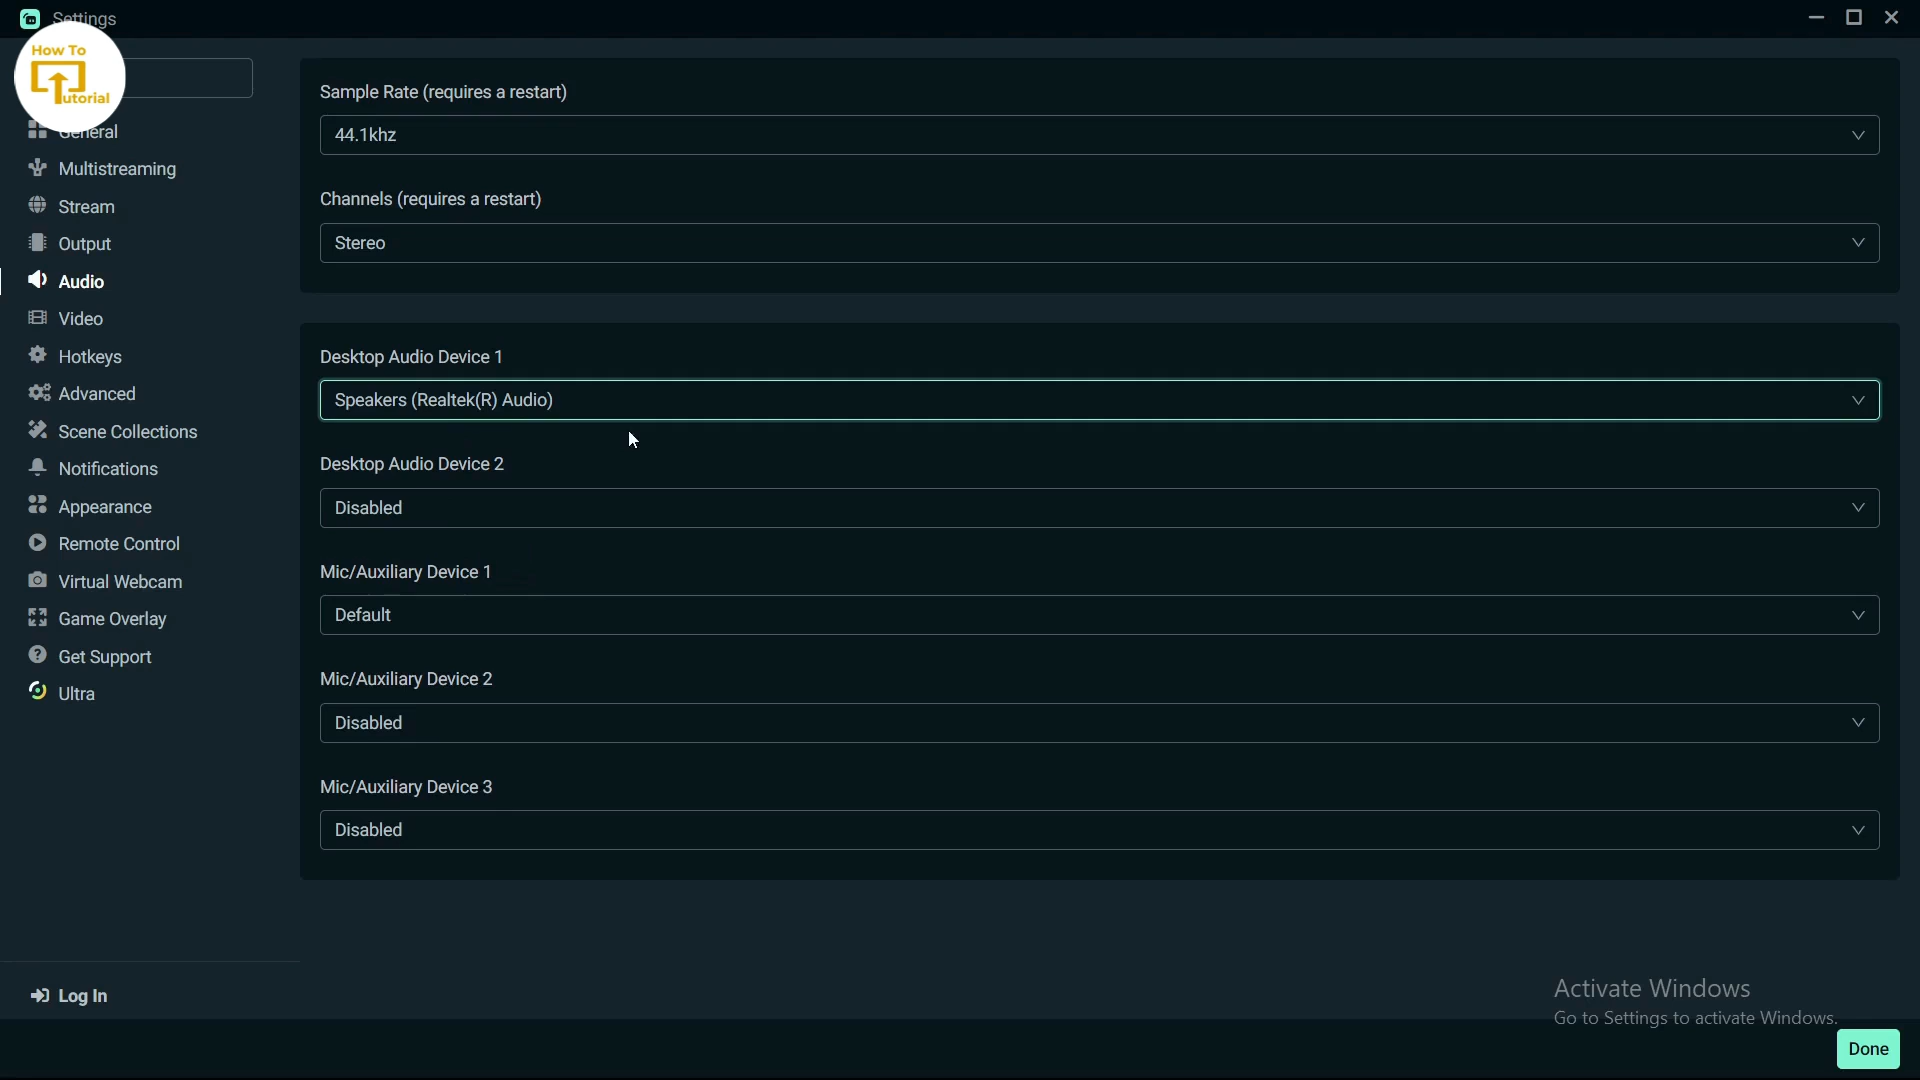 Settings
How To
utorial
General
Multistreaming
Stream
Output
Audio
Video
Hotkeys
Advanced
Scene Collections
Notifications
Appearance
Remote Control
Virtual Webcam
Game Overlay
Get Support
Ultra
Log In
Sample Rate (requires a restart)
44.1khz
Channels (requires a restart)
Stereo
Desktop Audio Device 1
Speakers (Realtek(R) Audio)
Desktop Audio Device 2
Disabled
Mic/Auxiliary Device 1
Default
Mic/Auxiliary Device 2
Disabled
Mic/Auxiliary Device 3
Disabled
Activate Windows
Go to Settings to activate Windows.
Done